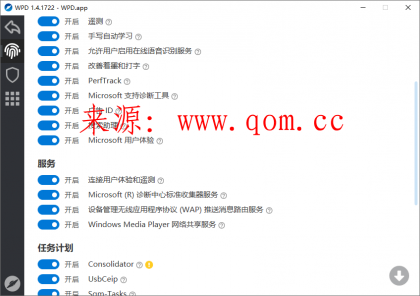 WPD 1.4.1722 - WPD.app
开启 遥测
开启 手写自动学习
开启 允许用户启用在线语音识别服务
开启 改善着墨和打字
开启 PerfTrack
开启 Microsoft 支持诊断工具
开启 广告 ID
开启 搜索助理
开启 Microsoft 用户体验
来源：www.qom.cc
服务
开启 连接用户体验和遥测
开启 Microsoft (R) 诊断中心标准收集器服务
开启 设备管理无线应用程序协议 (WAP) 推送消息路由服务
开启 Windows Media Player 网络共享服务
任务计划
开启 Consolidator
开启 UsbCeip
开启 Sqm-Tasks